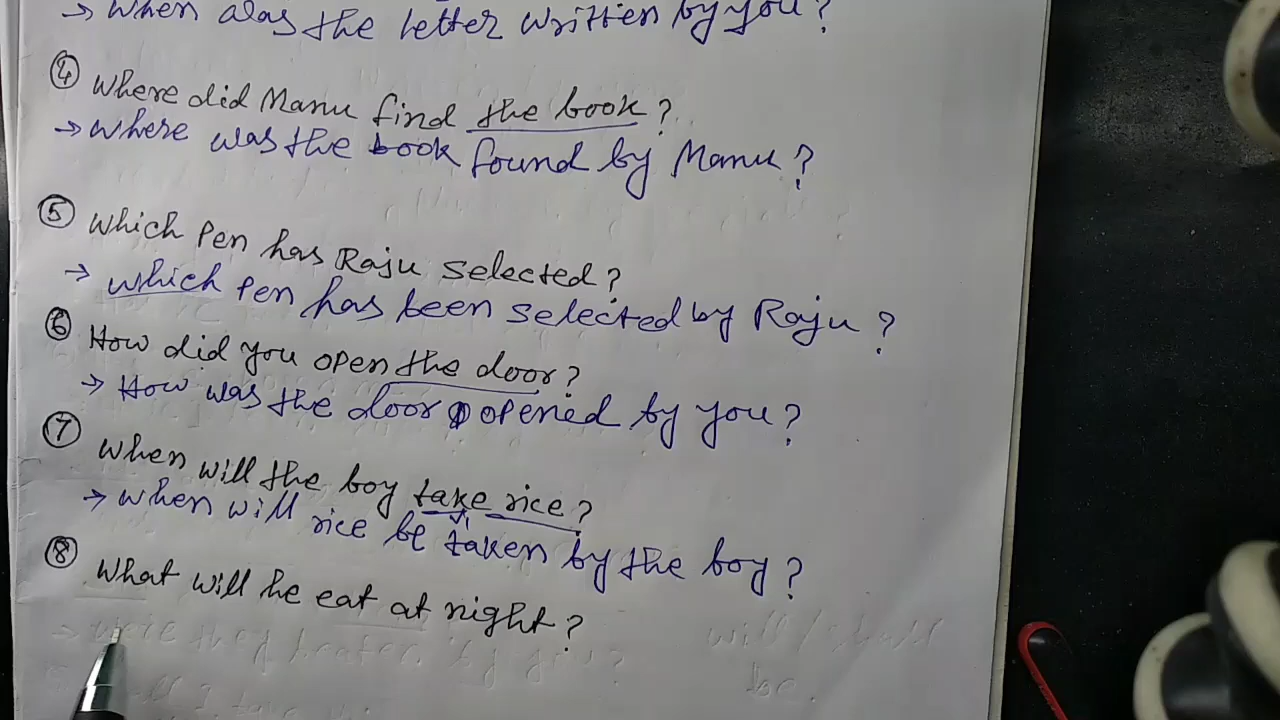 → When was the letter written by you?
④ Where did Manu find the book?
→ Where was the book found by Manu?
⑤ Which Pen has Raju selected?
→ which Pen has been selected by Raju?
⑥ How did you open the door?
→ How was the door opened by you?
⑦ When will the boy take rice?
→ when will rice be taken by the boy?
⑧ What will he eat at night?
will/shall
be.